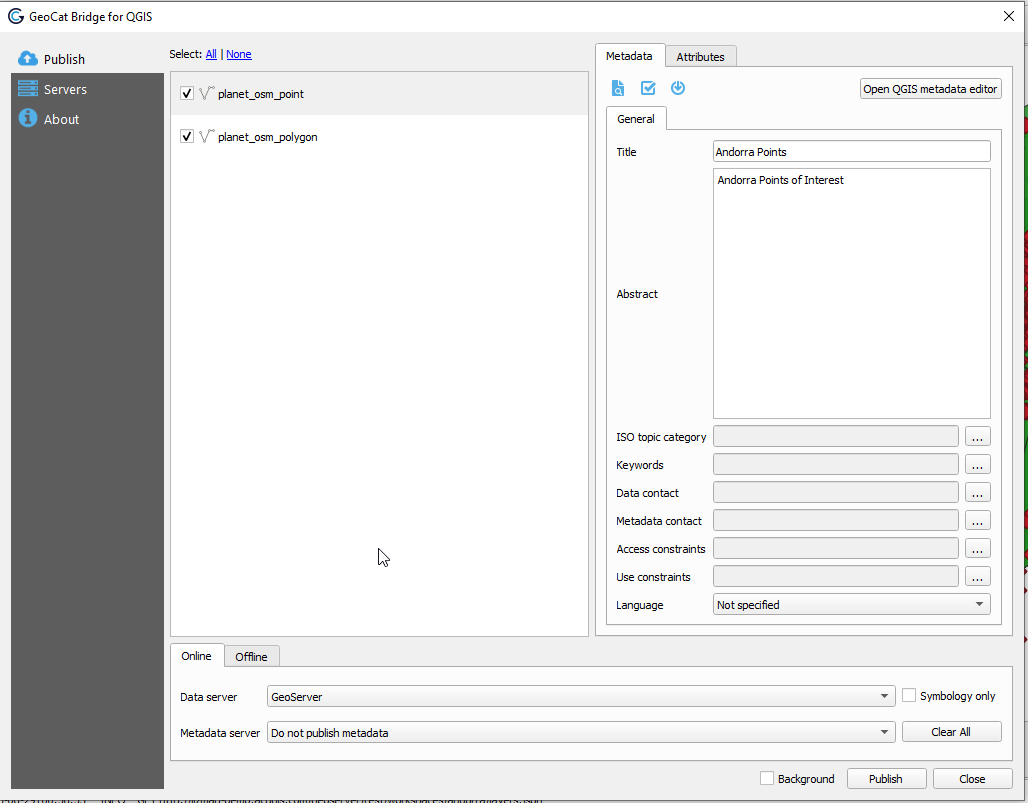 GeoCat Bridge for QGIS
Publish
Servers
About
Select: All | None
planet_osm_point
planet_osm_polygon
Metadata
Attributes
Open QGIS metadata editor
General
Title
Andorra Points
Andorra Points of Interest
Abstract
ISO topic category
...
Keywords
...
Data contact
...
Metadata contact
...
Access constraints
...
Use constraints
...
Language
Not specified
Online
Offline
Data server
GeoServer
Symbology only
Metadata server
Do not publish metadata
Clear All
Background
Publish
Close